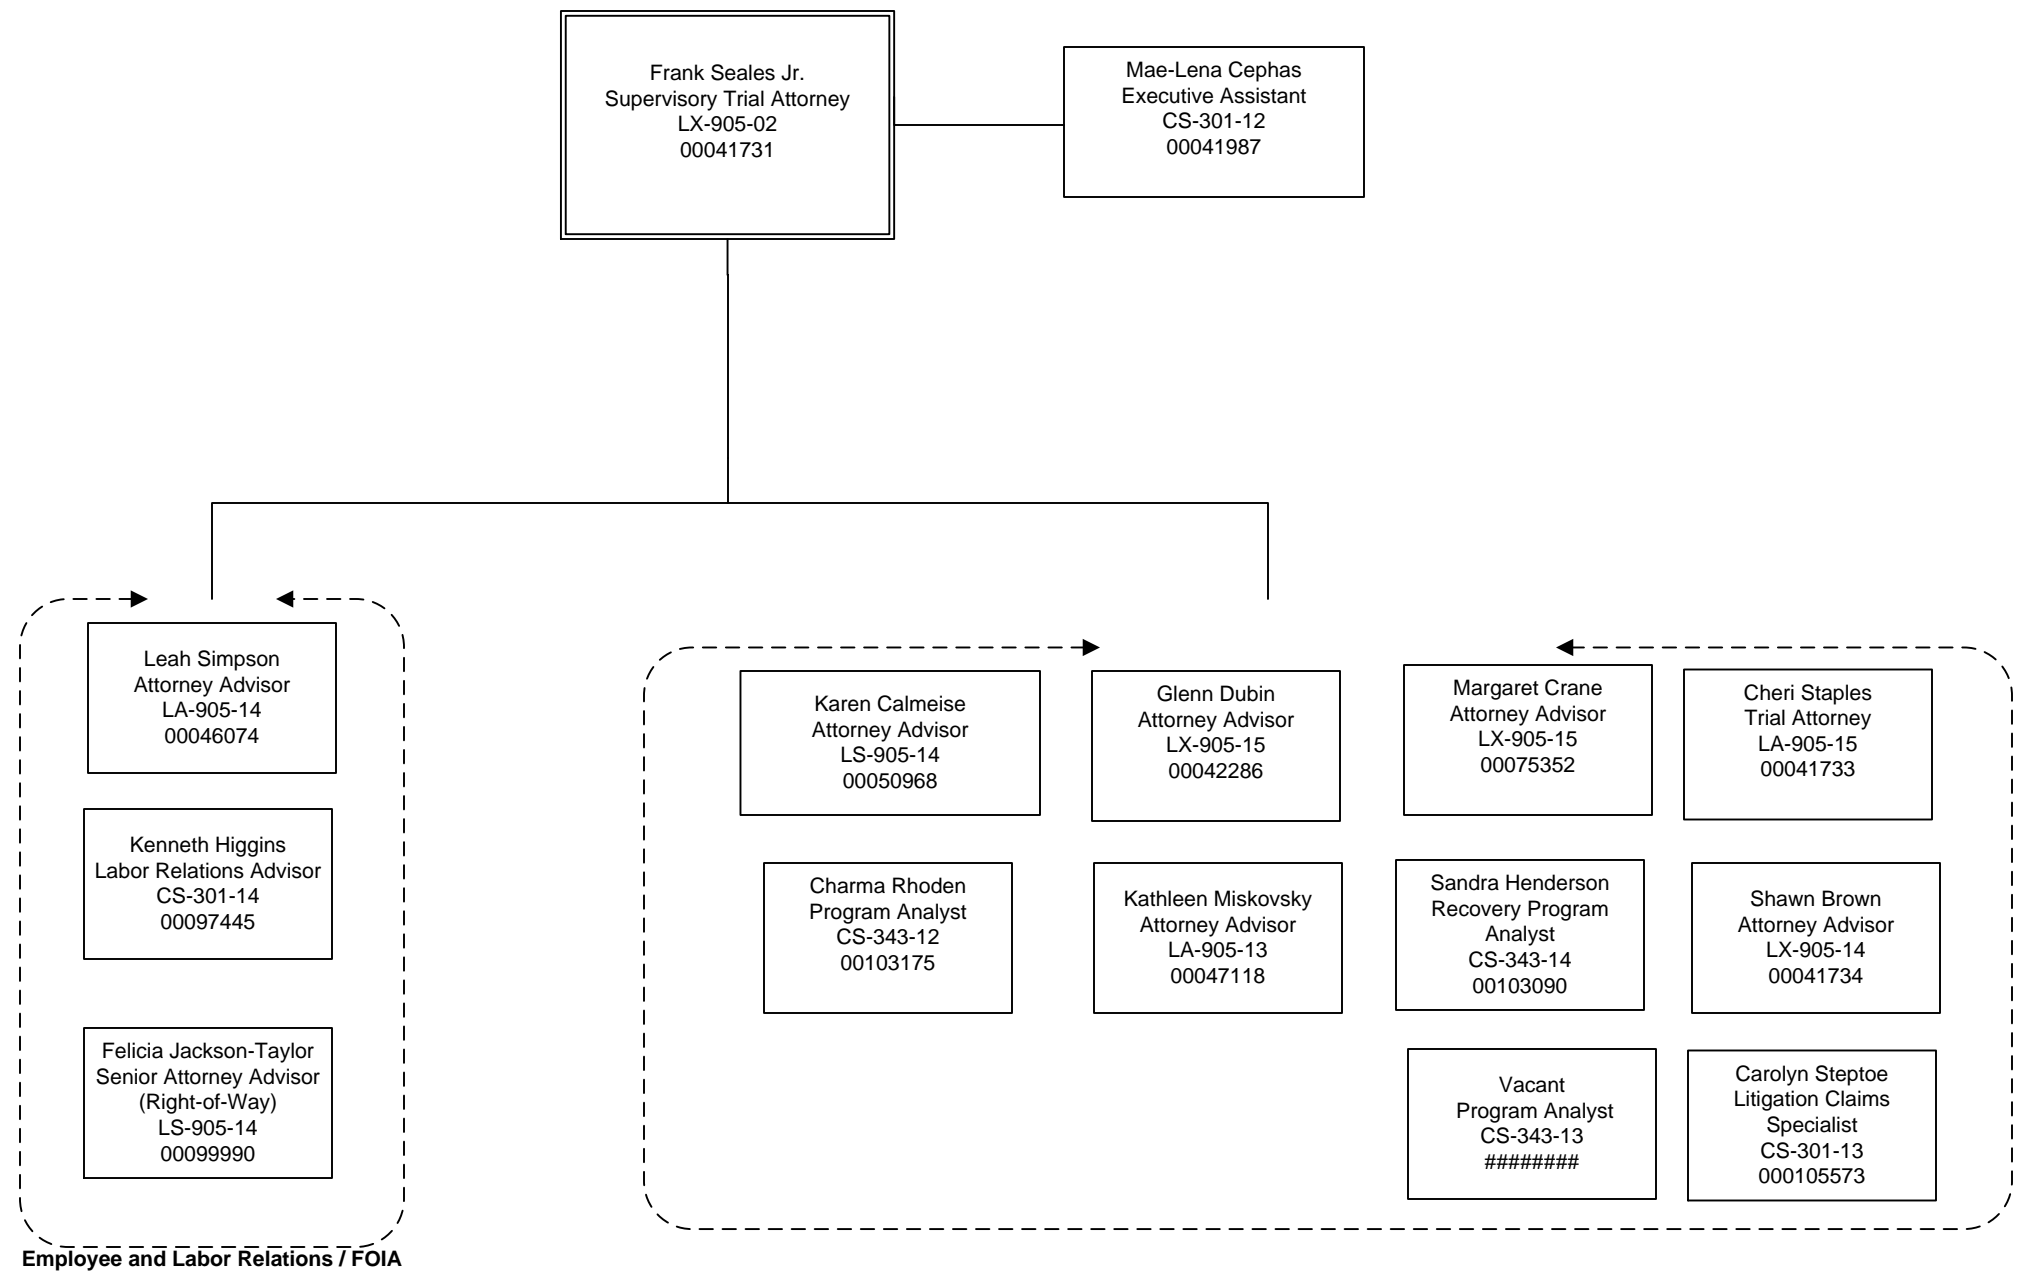 Frank Seales Jr.
Supervisory Trial Attorney
LX-905-02
00041731
Mae-Lena Cephas
Executive Assistant
CS-301-12
00041987
Leah Simpson
Attorney Advisor
LA-905-14
00046074
Kenneth Higgins
Labor Relations Advisor
CS-301-14
00097445
Felicia Jackson-Taylor
Senior Attorney Advisor
(Right-of-Way)
LS-905-14
00099990
Employee and Labor Relations / FOIA
Karen Calmeise
Attorney Advisor
LS-905-14
00050968
Glenn Dubin
Attorney Advisor
LX-905-15
00042286
Margaret Crane
Attorney Advisor
LX-905-15
00075352
Cheri Staples
Trial Attorney
LA-905-15
00041733
Charma Rhoden
Program Analyst
CS-343-12
00103175
Kathleen Miskovsky
Attorney Advisor
LA-905-13
00047118
Sandra Henderson
Recovery Program
Analyst
CS-343-14
00103090
Shawn Brown
Attorney Advisor
LX-905-14
00041734
Vacant
Program Analyst
CS-343-13
########
Carolyn Steptoe
Litigation Claims
Specialist
CS-301-13
000105573